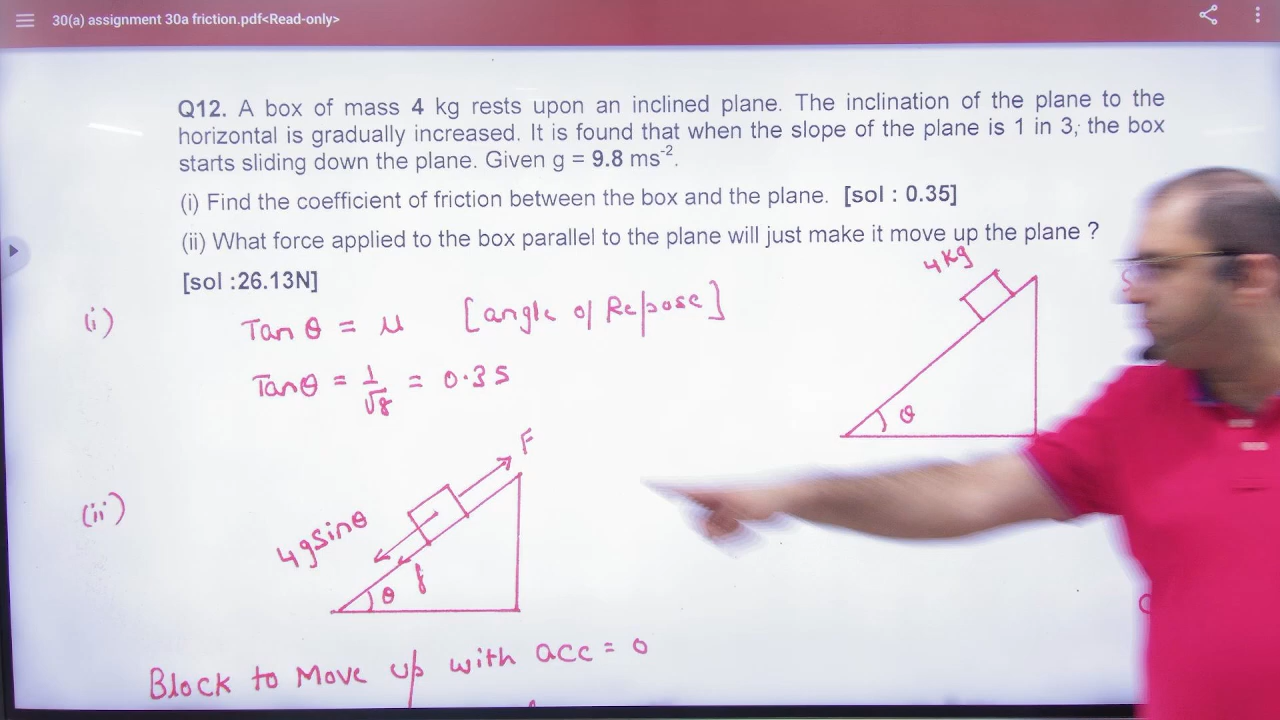 30(a) assignment 30a friction.pdf<Read-only>
Q12. A box of mass 4 kg rests upon an inclined plane. The inclination of the plane to the
horizontal is gradually increased. It is found that when the slope of the plane is 1 in 3, the box
starts sliding down the plane. Given g = 9.8 ms⁻².
(i) Find the coefficient of friction between the box and the plane. [sol : 0.35]
(ii) What force applied to the box parallel to the plane will just make it move up the plane ?
[sol :26.13N]
4kg
(i) Tan θ = μ [angle of Repose]
Tanθ = 1/√8 = 0.35
θ
(ii)
F
4gsinθ
θ f
Block to Move up with acc = 0